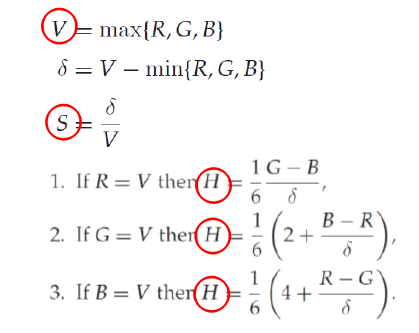 V = max{R, G, B}
δ = V − min{R, G, B}
S = δ/V
1. If R = V then H = 1/6 G − B/δ,
2. If G = V then H = 1/6 (2 + B − R/δ),
3. If B = V then H = 1/6 (4 + R − G/δ).